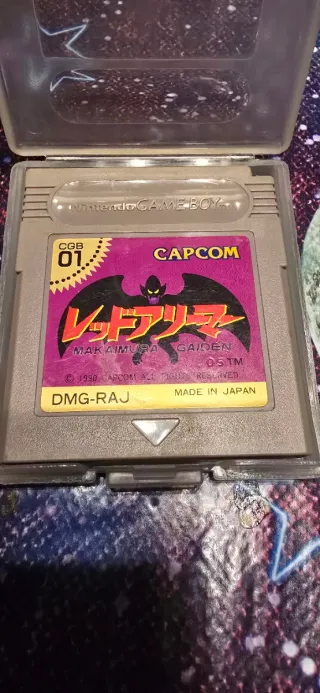 Nintendo GAME BOY
CGB
01
CAPCOM
レッドアリーマー
MAKAIMURA GAIDEN
G5™
© 1990 CAPCOM ALL RIGHTS RESERVED
DMG-RAJ
MADE IN JAPAN